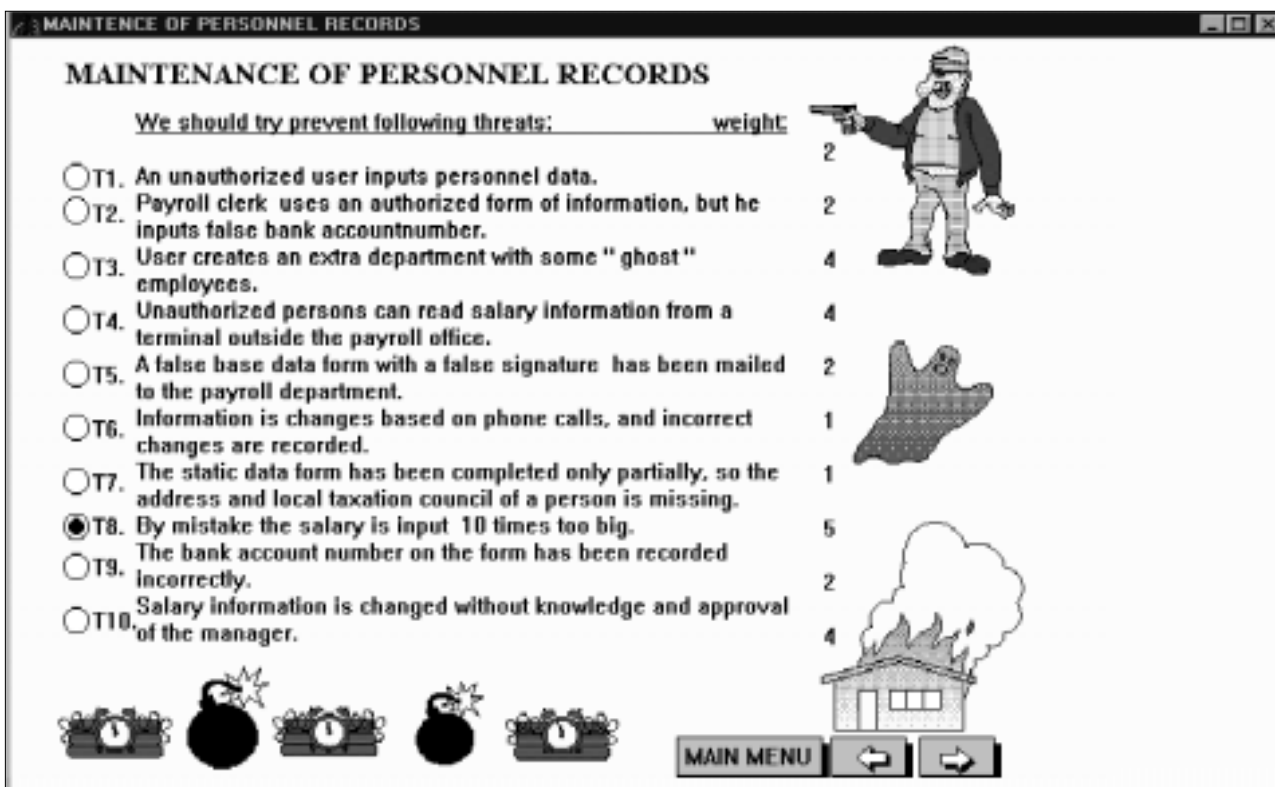 MAINTENCE OF PERSONNEL RECORDS
MAINTENANCE OF PERSONNEL RECORDS
We should try prevent following threats: weight:
2
T1. An unauthorized user inputs personnel data.
T2. Payroll clerk uses an authorized form of information, but he 2
inputs false bank accountnumber.
T3. User creates an extra department with some " ghost " 4
employees.
T4. Unauthorized persons can read salary information from a 4
terminal outside the payroll office.
T5. A false base data form with a false signature has been mailed 2
to the payroll department.
T6. Information is changes based on phone calls, and incorrect 1
changes are recorded.
T7. The static data form has been completed only partially, so the 1
address and local taxation council of a person is missing.
T8. By mistake the salary is input 10 times too big. 5
T9. The bank account number on the form has been recorded
incorrectly. 2
T10. Salary information is changed without knowledge and approval
of the manager. 4
MAIN MENU